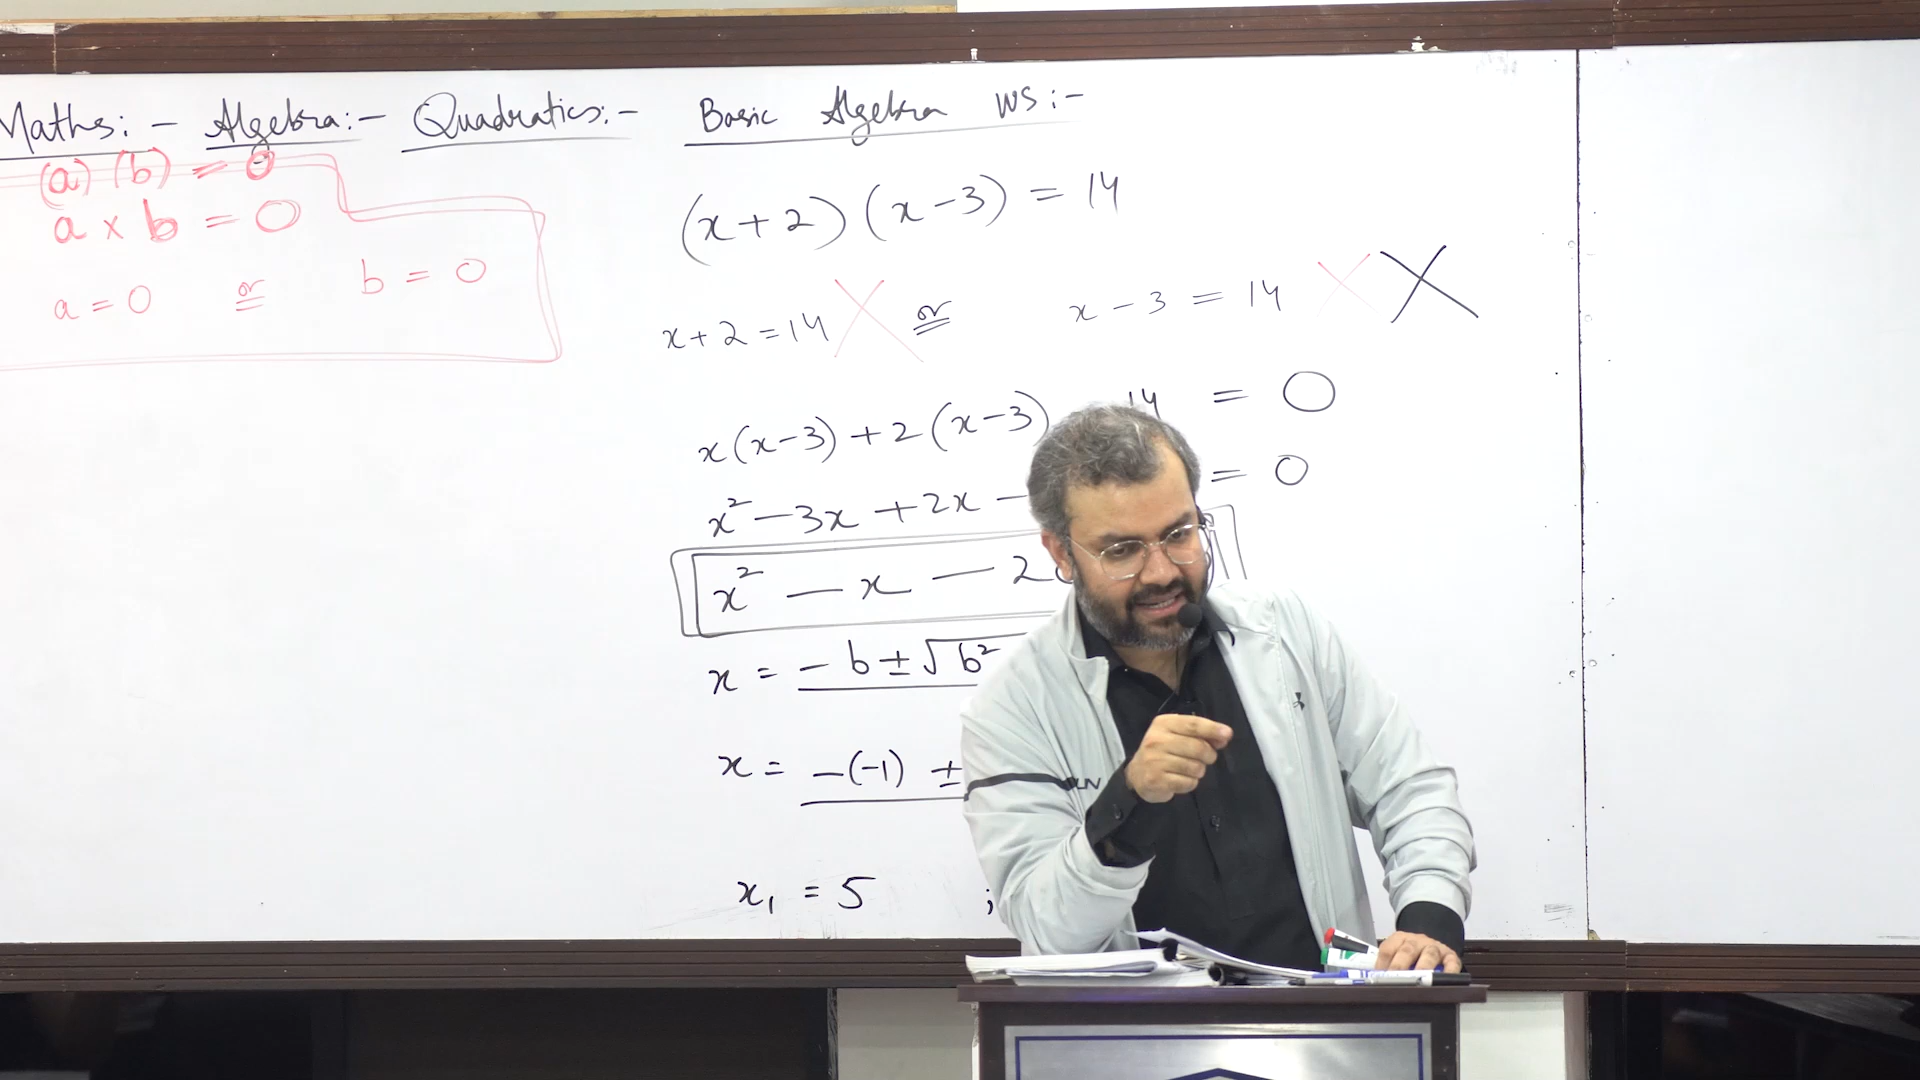 Maths:- Algebra:- Quadratics:- Basic Algebra WS:-
(a) (b) = 0
a × b = 0
a = 0 or b = 0
(x+2)(x-3) = 14
x+2 = 14 or x-3 = 14
x(x-3)+2(x-3) 14 = 0
x²-3x+2x- = 0
x² - x - 2
x = -b±√b²
x = -(-1) ±
x₁ = 5 ;